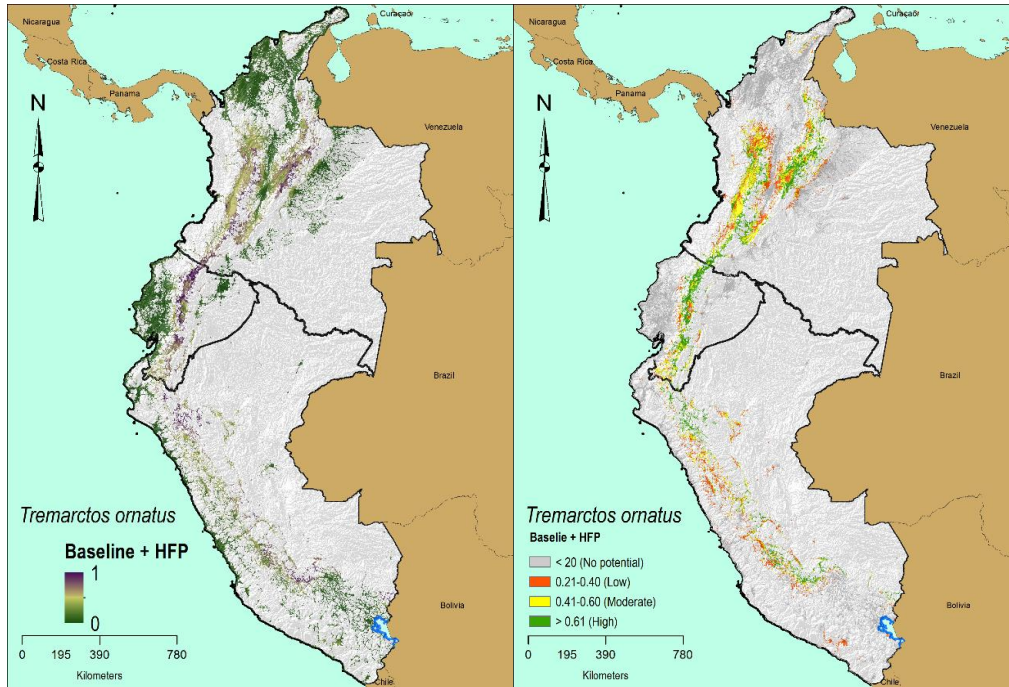 Nicaragua
Curaçao
Costa Rica
Panama
N
Venezuela
Brazil
Tremarctos ornatus
Baseline + HFP
1
0
Bolivia
0 195 390 780
Kilometers
Chile
Nicaragua
Curaçao
Costa Rica
Panama
N
Venezuela
Brazil
Tremarctos ornatus
Baselie + HFP
< 20 (No potential)
0.21-0.40 (Low)
0.41-0.60 (Moderate)
> 0.61 (High)
Bolivia
0 195 390 780
Kilometers
Chile